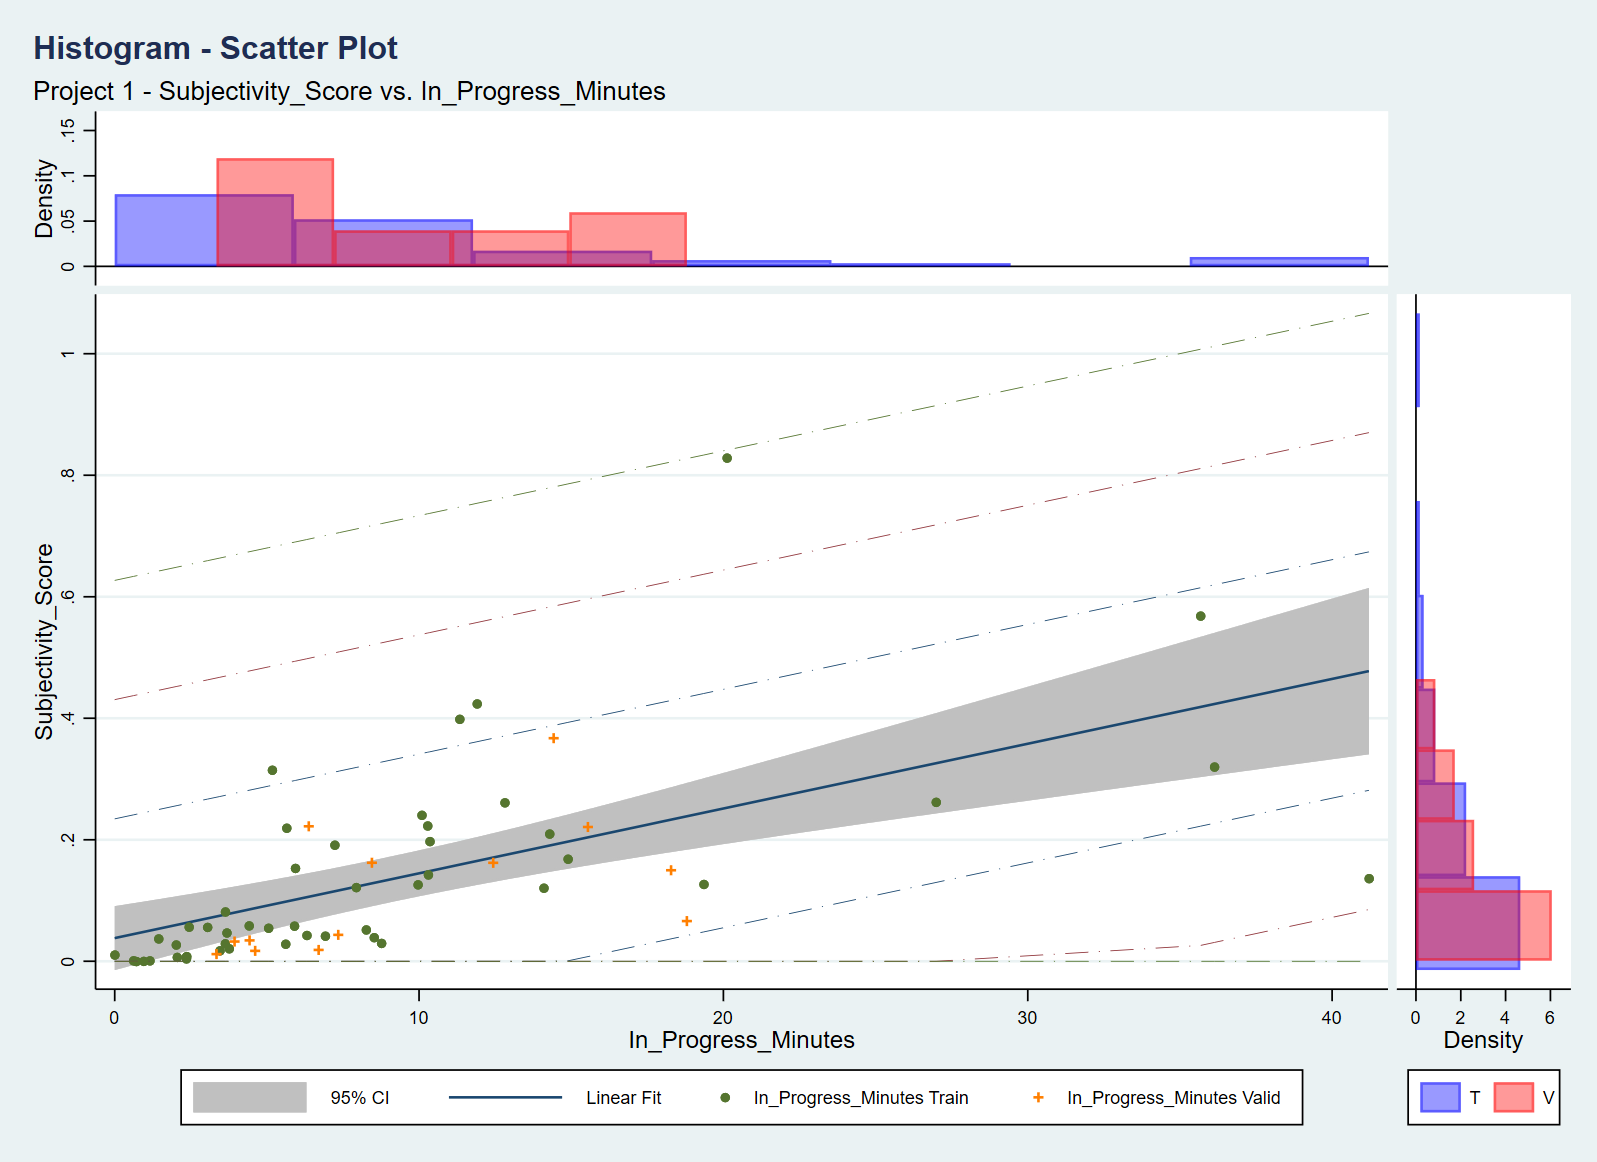 Histogram - Scatter Plot
Project 1 - Subjectivity_Score vs. In_Progress_Minutes
Density
.15
.1
.05
0
Subjectivity_Score
1
.8
.6
.4
.2
0
0 10 20 30 40
In_Progress_Minutes
0 2 4 6
Density
95% CI Linear Fit In_Progress_Minutes Train In_Progress_Minutes Valid
T V